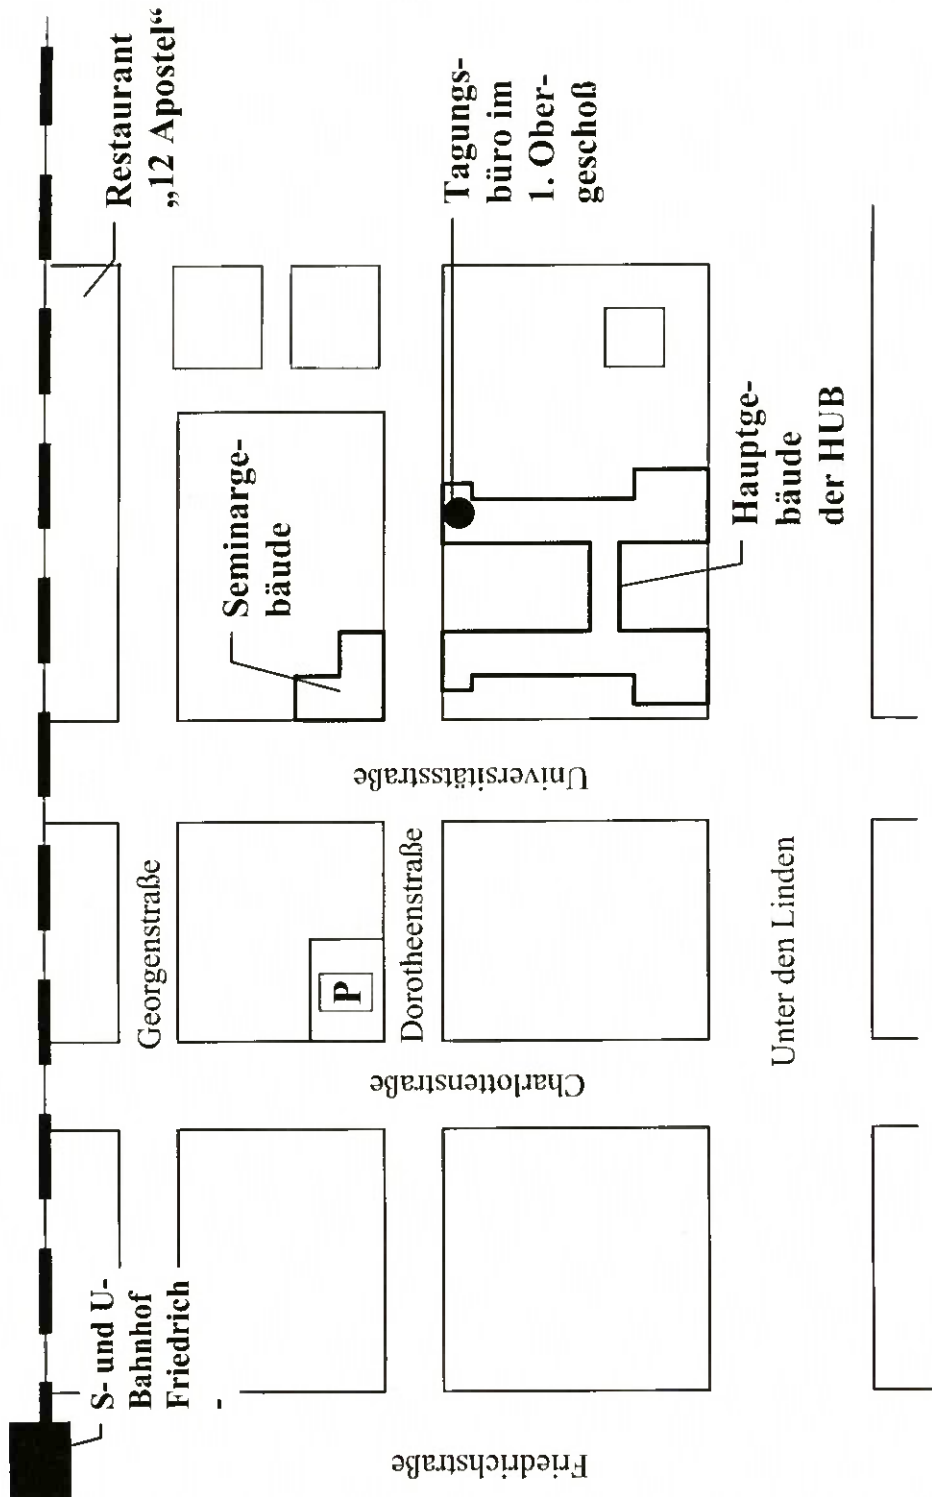 Restaurant
„12 Apostel“
S- und U-
Bahnhof
Friedrich
-
Georgenstraße
Seminarge-
bäude
P
Dorotheenstraße
Tagungs-
büro im
1. Ober-
geschoß
Friedrichstraße
Charlottenstraße
Universitätsstraße
Hauptge-
bäude
der HUB
Unter den Linden